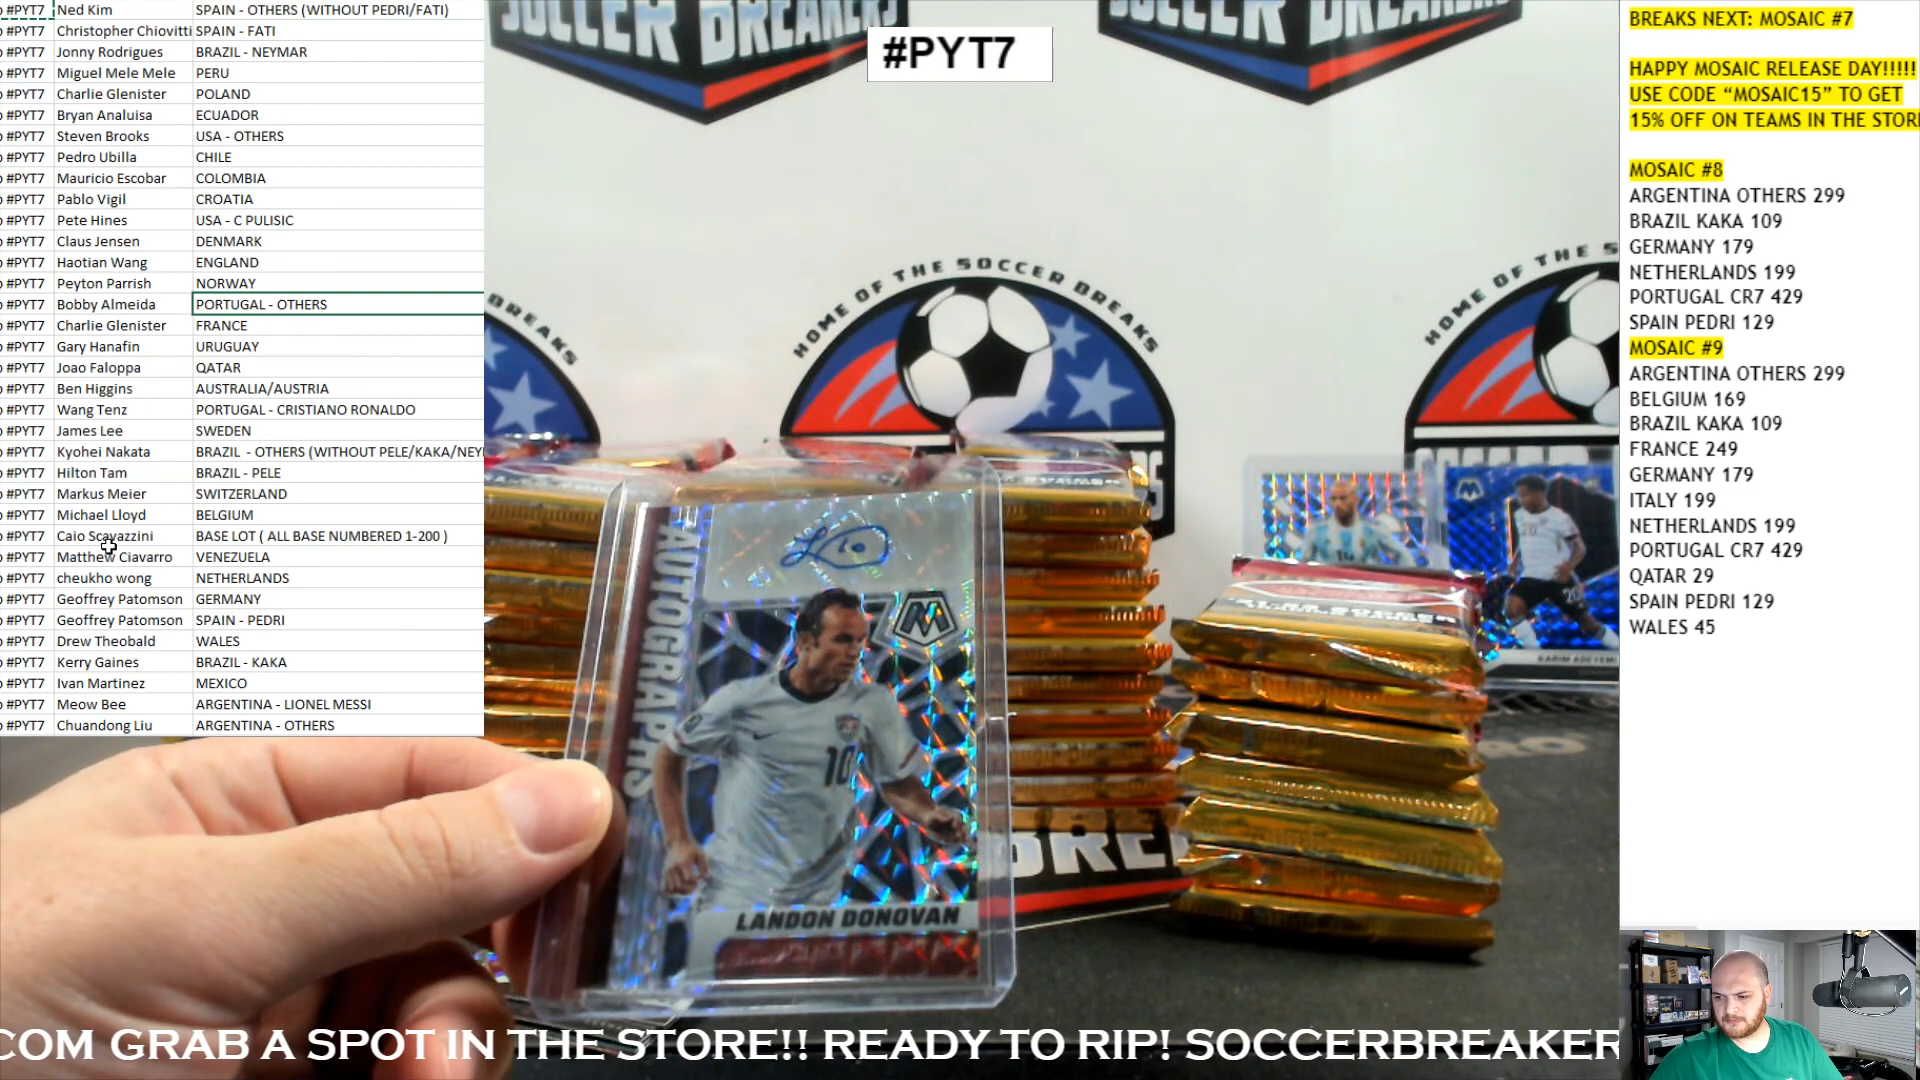 #PYT7 Ned Kim SPAIN - OTHERS (WITHOUT PEDRI/FATI)
#PYT7 Christopher Chiovitti SPAIN - FATI
#PYT7 Jonny Rodrigues BRAZIL - NEYMAR
#PYT7 Miguel Mele Mele PERU
#PYT7 Charlie Glenister POLAND
#PYT7 Bryan Analuisa ECUADOR
#PYT7 Steven Brooks USA - OTHERS
#PYT7 Pedro Ubilla CHILE
#PYT7 Mauricio Escobar COLOMBIA
#PYT7 Pablo Vigil CROATIA
#PYT7 Pete Hines USA - C PULISIC
#PYT7 Claus Jensen DENMARK
#PYT7 Haotian Wang ENGLAND
#PYT7 Peyton Parrish NORWAY
#PYT7 Bobby Almeida PORTUGAL - OTHERS
#PYT7 Charlie Glenister FRANCE
#PYT7 Gary Hanafin URUGUAY
#PYT7 Joao Faloppa QATAR
#PYT7 Ben Higgins AUSTRALIA/AUSTRIA
#PYT7 Wang Tenz PORTUGAL - CRISTIANO RONALDO
#PYT7 James Lee SWEDEN
#PYT7 Kyohei Nakata BRAZIL - OTHERS (WITHOUT PELE/KAKA/NEY
#PYT7 Hilton Tam BRAZIL - PELE
#PYT7 Markus Meier SWITZERLAND
#PYT7 Michael Lloyd BELGIUM
#PYT7 Caio Scavazzini BASE LOT ( ALL BASE NUMBERED 1-200 )
#PYT7 Matthew Ciavarro VENEZUELA
#PYT7 cheukho wong NETHERLANDS
#PYT7 Geoffrey Patomson GERMANY
#PYT7 Geoffrey Patomson SPAIN - PEDRI
#PYT7 Drew Theobald WALES
#PYT7 Kerry Gaines BRAZIL - KAKA
#PYT7 Ivan Martinez MEXICO
#PYT7 Meow Bee ARGENTINA - LIONEL MESSI
#PYT7 Chuandong Liu ARGENTINA - OTHERS
SOCCER BREAKERS
SOCCER BREAKERS
#PYT7
HOME OF THE SOCCER BREAKS
BREAKS
HOME OF THE S
AUTOGRAPHS
10
LANDON DONOVAN
BRE
20
KARIM ADEYEMI
BREAKS NEXT: MOSAIC #7
HAPPY MOSAIC RELEASE DAY!!!!!
USE CODE “MOSAIC15” TO GET
15% OFF ON TEAMS IN THE STOR
MOSAIC #8
ARGENTINA OTHERS 299
BRAZIL KAKA 109
GERMANY 179
NETHERLANDS 199
PORTUGAL CR7 429
SPAIN PEDRI 129
MOSAIC #9
ARGENTINA OTHERS 299
BELGIUM 169
BRAZIL KAKA 109
FRANCE 249
GERMANY 179
ITALY 199
NETHERLANDS 199
PORTUGAL CR7 429
QATAR 29
SPAIN PEDRI 129
WALES 45
COM GRAB A SPOT IN THE STORE!! READY TO RIP! SOCCERBREAKER